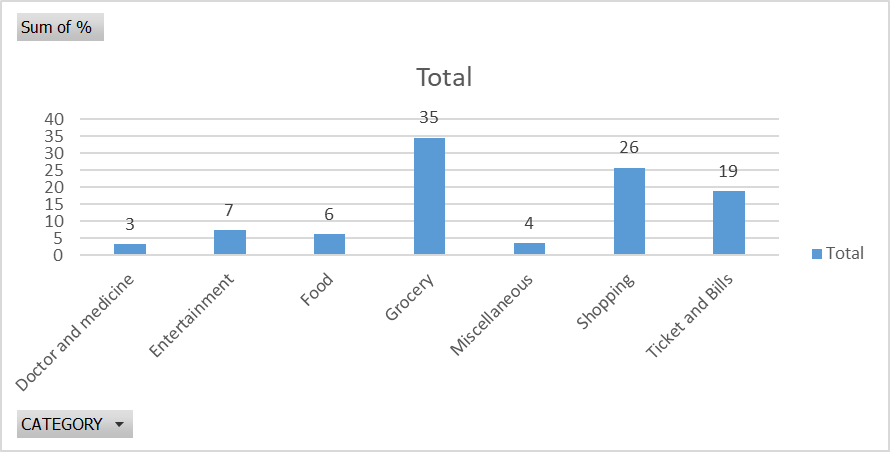 Sum of %
Total
40
35
30
25
20
15
10
5
0
3
7
6
35
4
26
19
Doctor and medicine
Entertainment
Food
Grocery
Miscellaneous
Shopping
Ticket and Bills
Total
CATEGORY